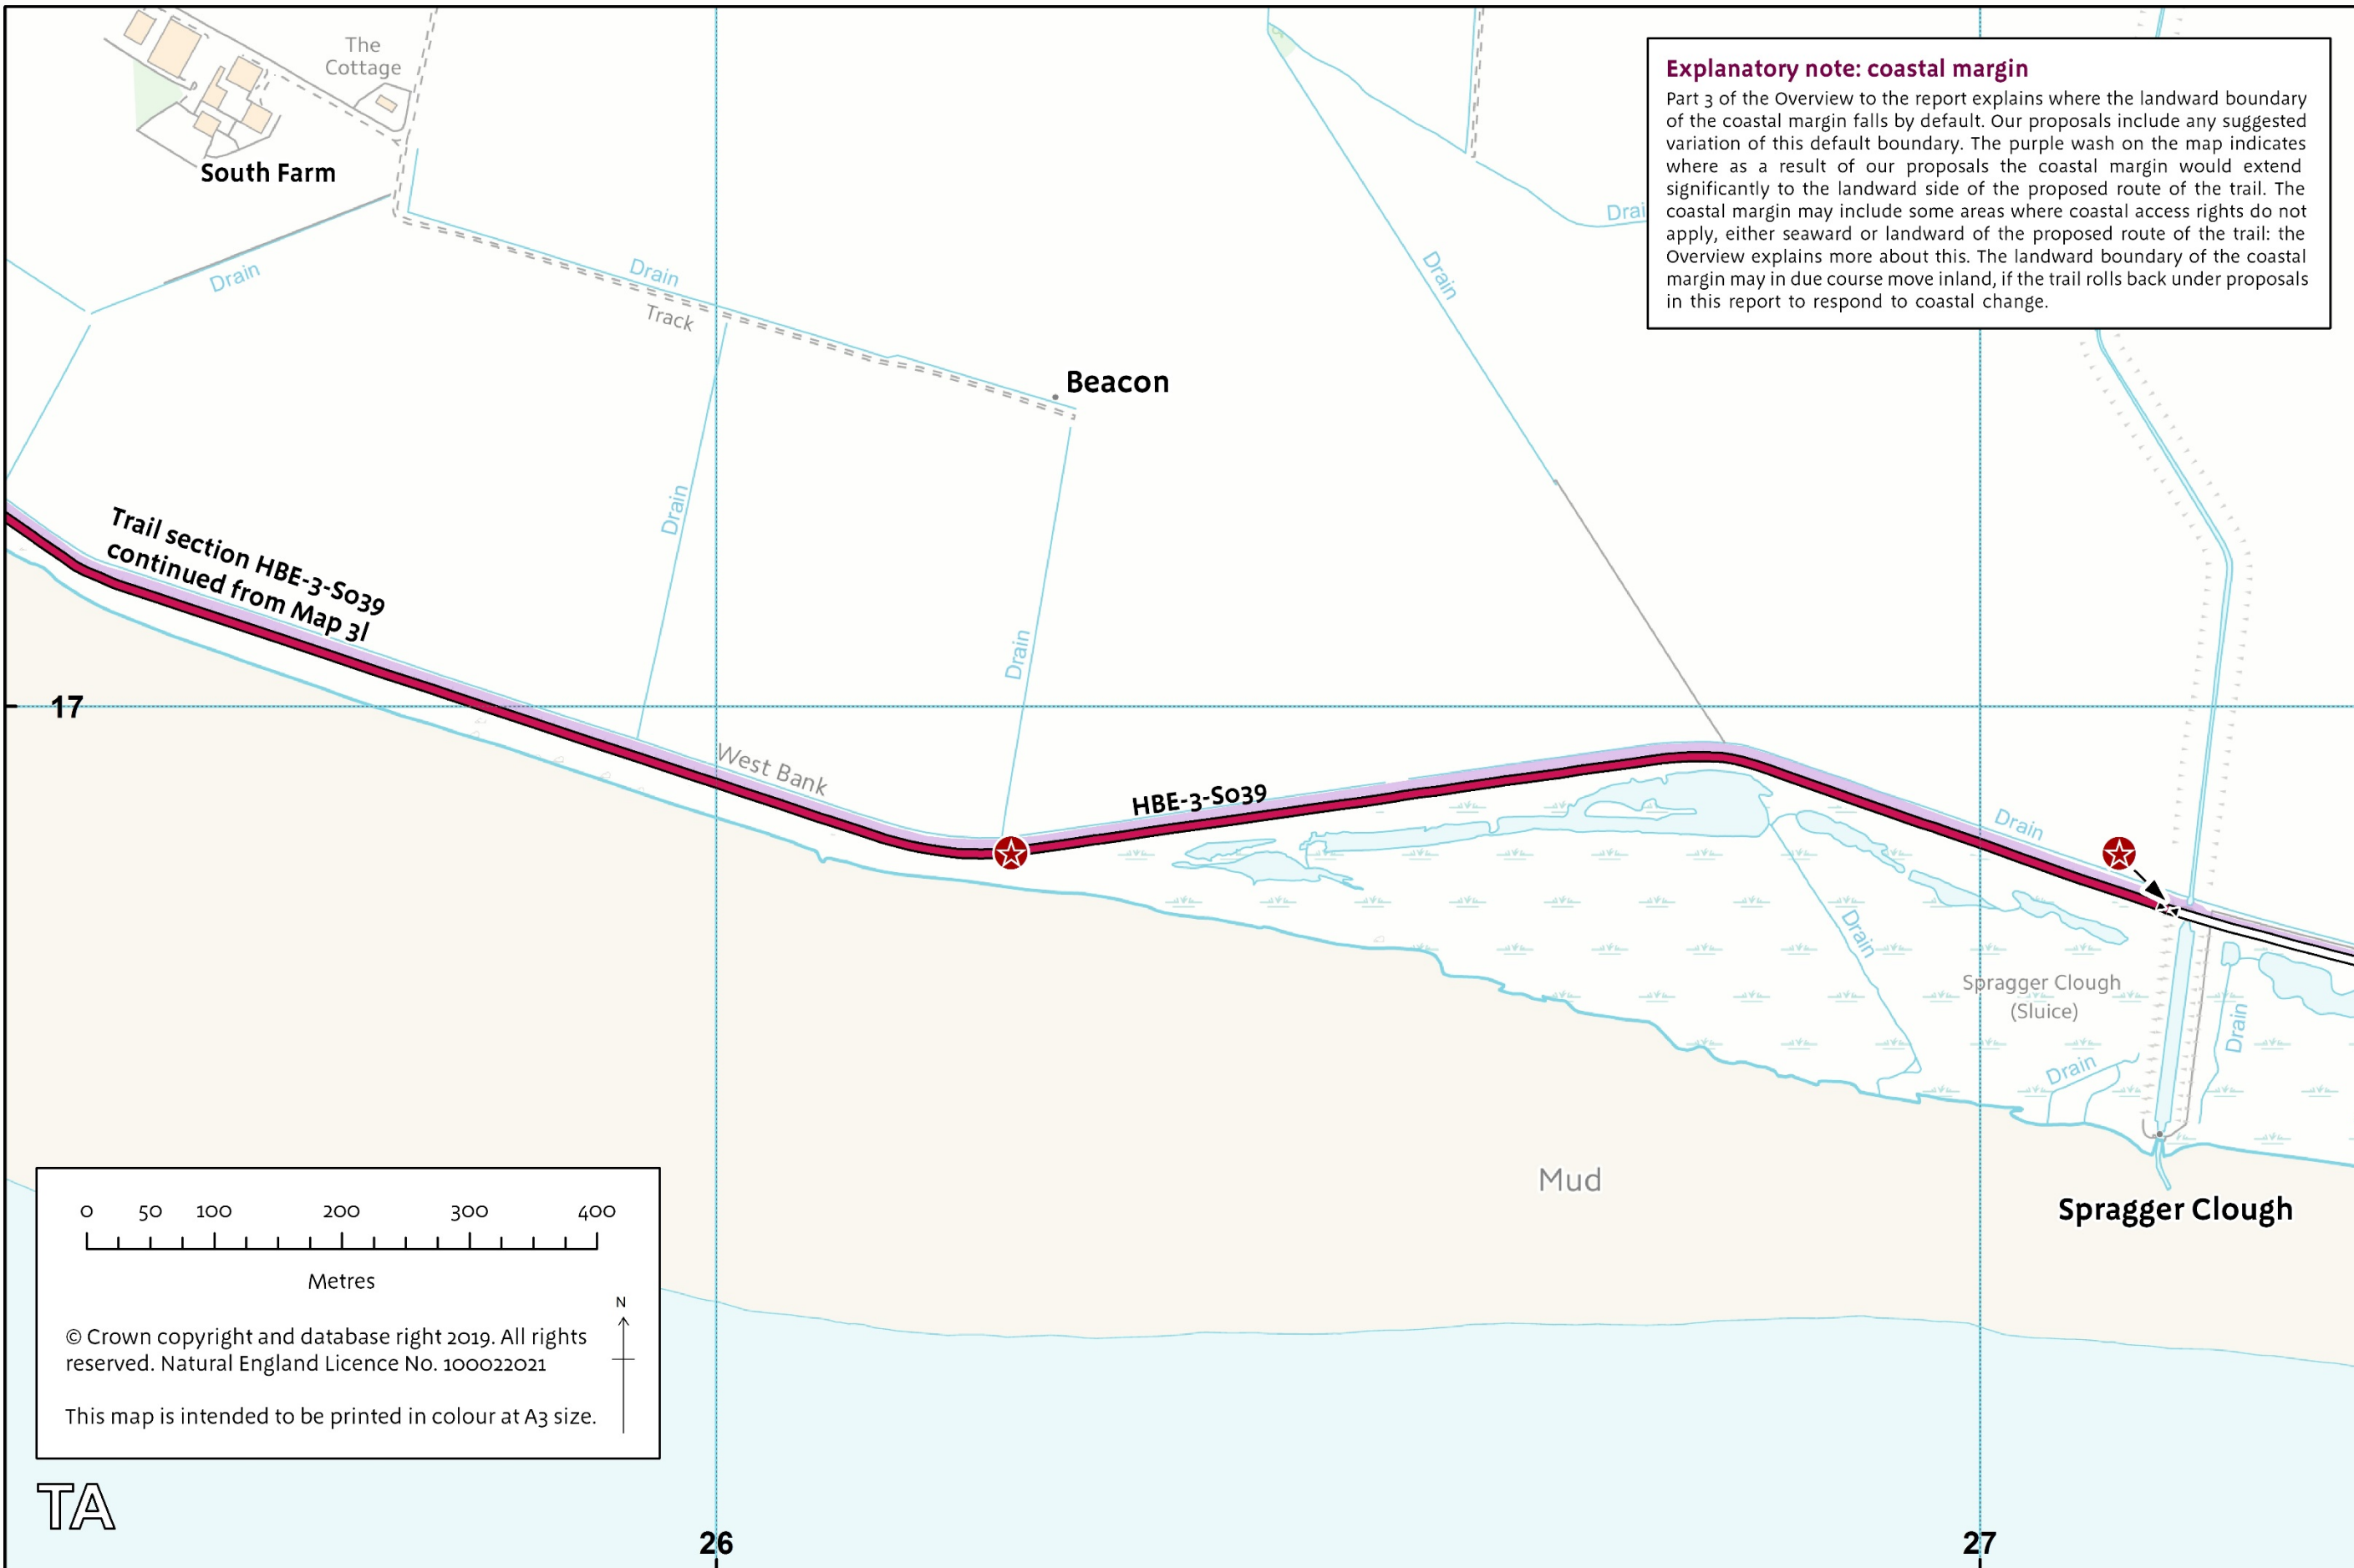 The
Cottage
South Farm
Explanatory note: coastal margin
Part 3 of the Overview to the report explains where the landward boundary
of the coastal margin falls by default. Our proposals include any suggested
variation of this default boundary. The purple wash on the map indicates
where as a result of our proposals the coastal margin would extend
significantly to the landward side of the proposed route of the trail. The
coastal margin may include some areas where coastal access rights do not
apply, either seaward or landward of the proposed route of the trail: the
Overview explains more about this. The landward boundary of the coastal
margin may in due course move inland, if the trail rolls back under proposals
in this report to respond to coastal change.
Drai
Drain
Drain
Drain
Track
Beacon
Drain
Trail section HBE-3-S039
continued from Map 3l
Drain
17
West Bank
HBE-3-S039
Drain
Drain
Spragger Clough
(Sluice)
Drain
Drain
Mud
Spragger Clough
0 50 100 200 300 400
Metres
N
© Crown copyright and database right 2019. All rights
reserved. Natural England Licence No. 100022021
This map is intended to be printed in colour at A3 size.
TA
26
27